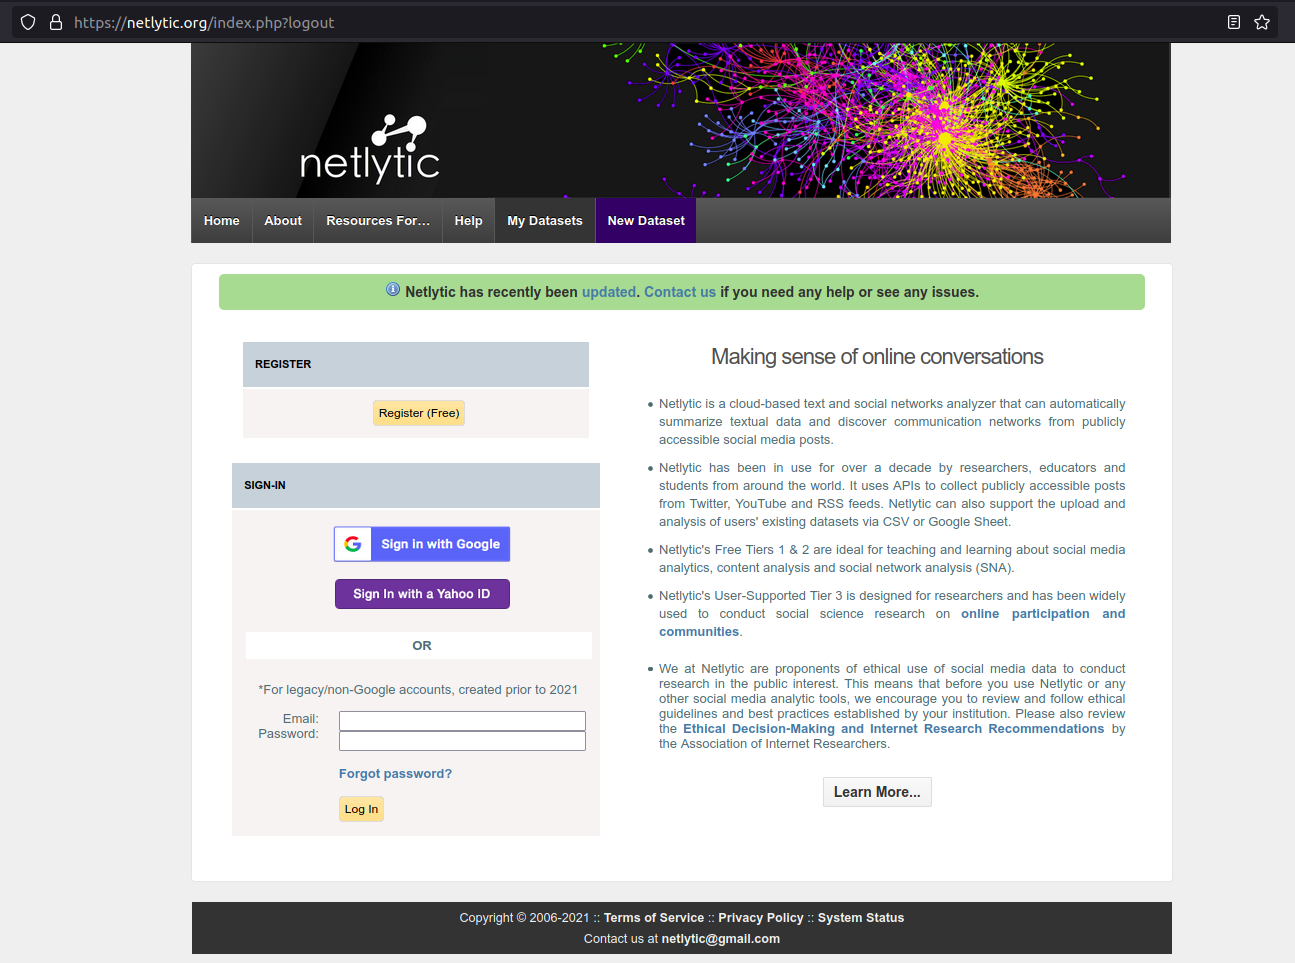 https://netlytic.org/index.php?logout
netlytic
Home
About
Resources For...
Help
My Datasets
New Dataset
Netlytic has recently been updated. Contact us if you need any help or see any issues.
REGISTER
Register (Free)
SIGN-IN
Sign in with Google
Sign In with a Yahoo ID
OR
*For legacy/non-Google accounts, created prior to 2021
Email:
Password:
Forgot password?
Log In
Making sense of online conversations
Netlytic is a cloud-based text and social networks analyzer that can automatically
summarize textual data and discover communication networks from publicly
accessible social media posts.
Netlytic has been in use for over a decade by researchers, educators and
students from around the world. It uses APIs to collect publicly accessible posts
from Twitter, YouTube and RSS feeds. Netlytic can also support the upload and
analysis of users' existing datasets via CSV or Google Sheet.
Netlytic's Free Tiers 1 & 2 are ideal for teaching and learning about social media
analytics, content analysis and social network analysis (SNA).
Netlytic's User-Supported Tier 3 is designed for researchers and has been widely
used to conduct social science research on online participation and
communities.
We at Netlytic are proponents of ethical use of social media data to conduct
research in the public interest. This means that before you use Netlytic or any
other social media analytic tools, we encourage you to review and follow ethical
guidelines and best practices established by your institution. Please also review
the Ethical Decision-Making and Internet Research Recommendations by
the Association of Internet Researchers.
Learn More...
Copyright © 2006-2021 :: Terms of Service :: Privacy Policy :: System Status
Contact us at netlytic@gmail.com